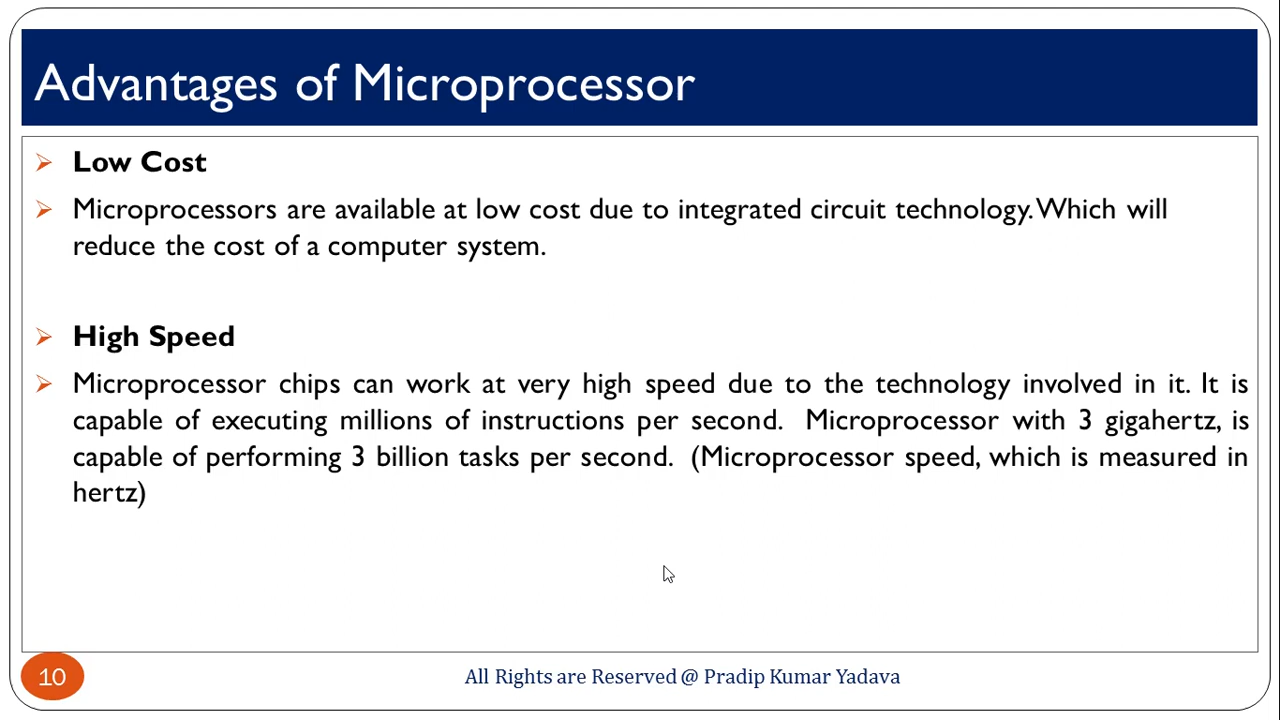 Advantages of Microprocessor
Low Cost
Microprocessors are available at low cost due to integrated circuit technology. Which will
reduce the cost of a computer system.
High Speed
Microprocessor chips can work at very high speed due to the technology involved in it. It is
capable of executing millions of instructions per second. Microprocessor with 3 gigahertz, is
capable of performing 3 billion tasks per second. (Microprocessor speed, which is measured in
hertz)
10
All Rights are Reserved @ Pradip Kumar Yadava